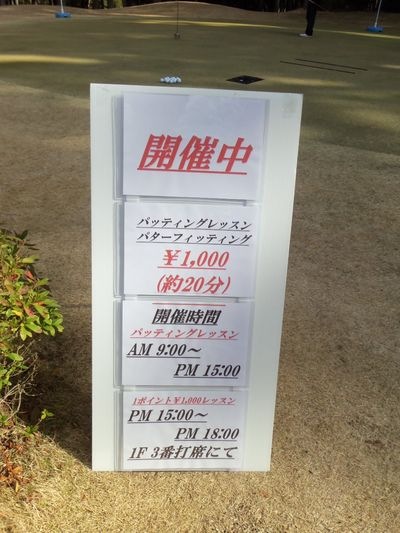 開催中
パッティングレッスン
パターフィッティング
￥1,000
(約20分)
開催時間
パッティングレッスン
AM 9:00～
PM 15:00
1ポイント￥1,000レッスン
PM 15:00～
PM 18:00
1F 3番打席にて